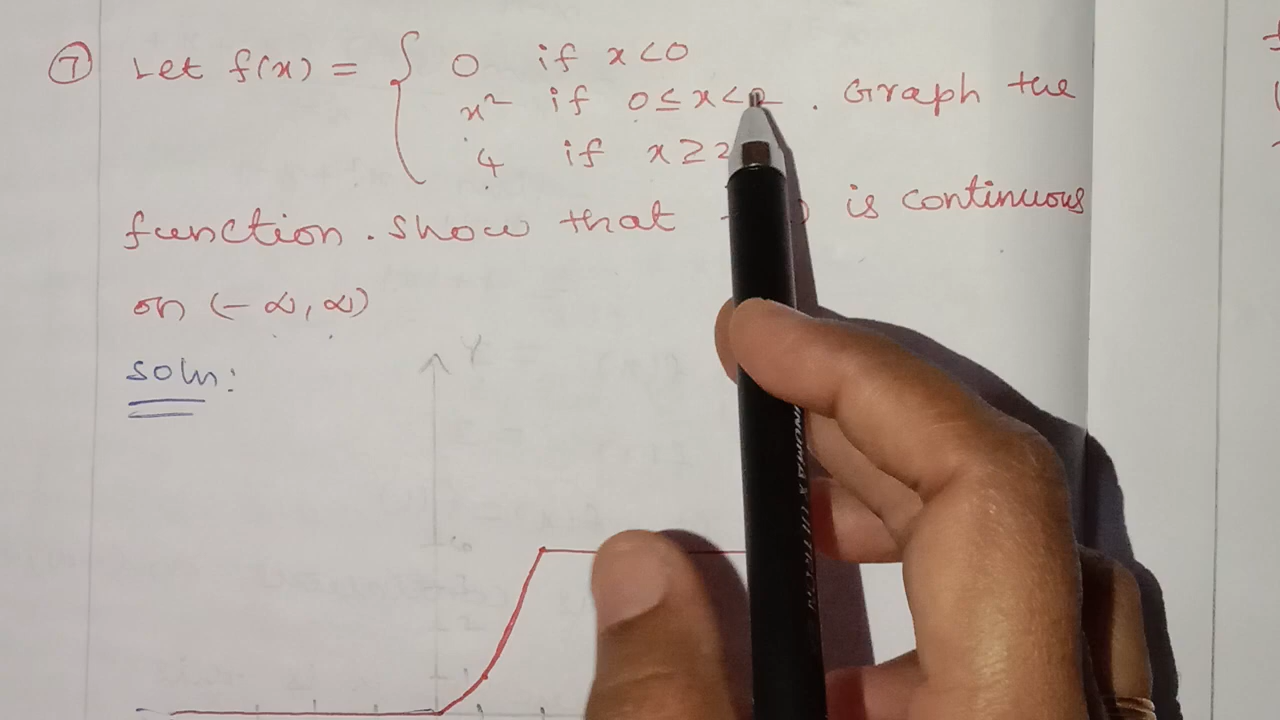 7 Let f(x) = { 0 if x<0
x² if 0≤x<2 . Graph the
4 if x≥2
function. Show that is continuous
on (-∞, ∞)
Soln:
Y